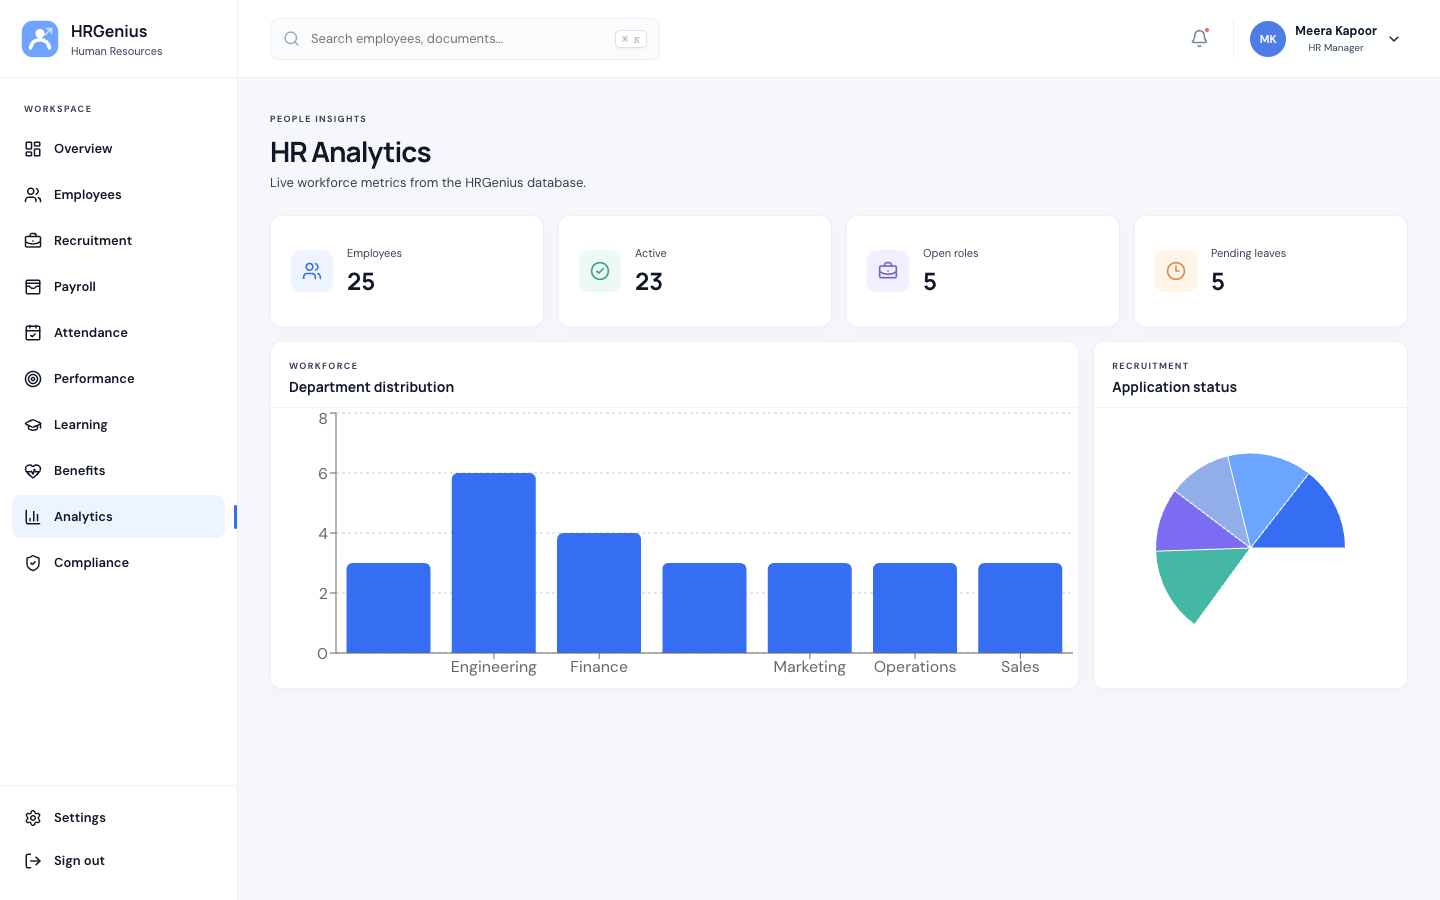 HRGenius
Human Resources
Search employees, documents...
⌘ K
MK
Meera Kapoor
HR Manager
WORKSPACE
Overview
Employees
Recruitment
Payroll
Attendance
Performance
Learning
Benefits
Analytics
Compliance
Settings
Sign out
PEOPLE INSIGHTS
HR Analytics
Live workforce metrics from the HRGenius database.
Employees
25
Active
23
Open roles
5
Pending leaves
5
WORKFORCE
Department distribution
8
6
4
2
0
Engineering
Finance
Marketing
Operations
Sales
RECRUITMENT
Application status